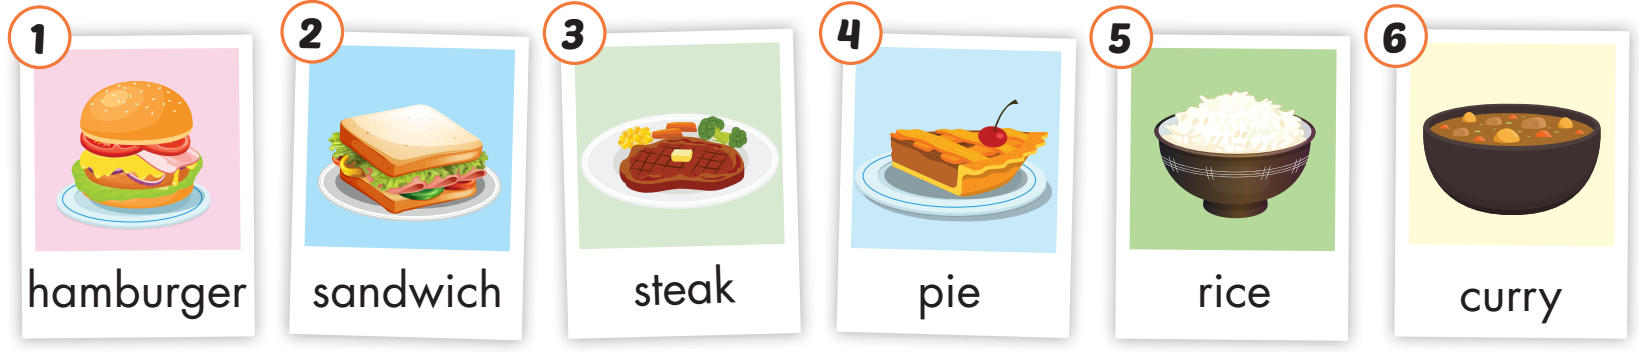 1
hamburger
2
sandwich
3
steak
4
pie
5
rice
6
curry